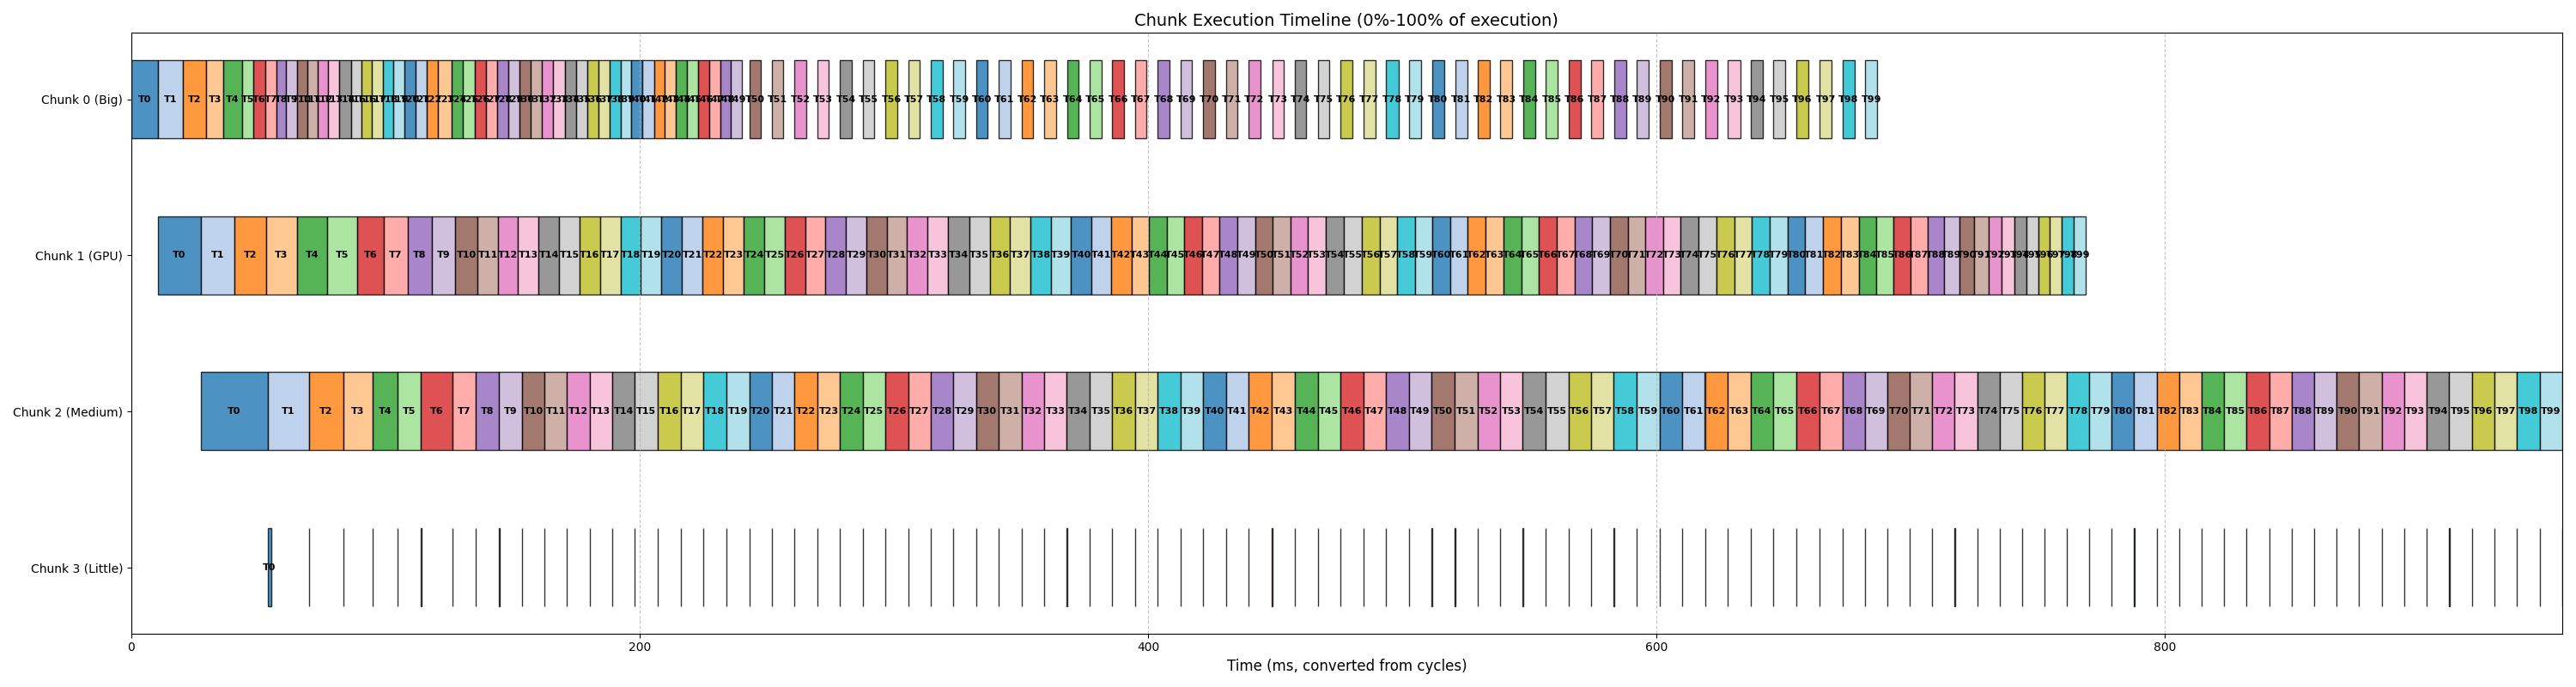 Chunk Execution Timeline (0%-100% of execution)
Chunk 0 (Big) T0 T1 T2 T3 T4 T5 T6 T7 T8 T50 T51 T52 T53 T54 T55 T56 T57 T58 T59 T60 T61 T62 T63 T64 T65 T66 T67 T68 T69 T70 T71 T72 T73 T74 T75 T76 T77 T78 T79 T80 T81 T82 T83 T84 T85 T86 T87 T88 T89 T90 T91 T92 T93 T94 T95 T96 T97 T98 T99
Chunk 1 (GPU) T0 T1 T2 T3 T4 T5 T6 T7 T8 T9 T10 T11 T12 T13 T14 T15 T16 T17 T18 T19 T20 T21 T22 T23 T24 T25 T26 T27 T28 T29 T30 T31 T32 T33 T34 T35 T36 T37 T38 T39 T40 T41 T42 T43 T44 T45 T46 T47 T48 T49 T50 T51 T52 T53 T54 T55 T56 T57 T58 T59 T60 T61 T62 T63 T64 T65 T66 T67 T68 T69 T70 T71 T72 T73 T74 T75 T76 T77 T78 T79 T80 T81 T82 T83 T84 T85 T86 T87 T88 T89 T90 T99
Chunk 2 (Medium) T0 T1 T2 T3 T4 T5 T6 T7 T8 T9 T10 T11 T12 T13 T14 T15 T16 T17 T18 T19 T20 T21 T22 T23 T24 T25 T26 T27 T28 T29 T30 T31 T32 T33 T34 T35 T36 T37 T38 T39 T40 T41 T42 T43 T44 T45 T46 T47 T48 T49 T50 T51 T52 T53 T54 T55 T56 T57 T58 T59 T60 T61 T62 T63 T64 T65 T66 T67 T68 T69 T70 T71 T72 T73 T74 T75 T76 T77 T78 T79 T80 T81 T82 T83 T84 T85 T86 T87 T88 T89 T90 T91 T92 T93 T94 T95 T96 T97 T98 T99
Chunk 3 (Little) T0
0 200 400 600 800
Time (ms, converted from cycles)